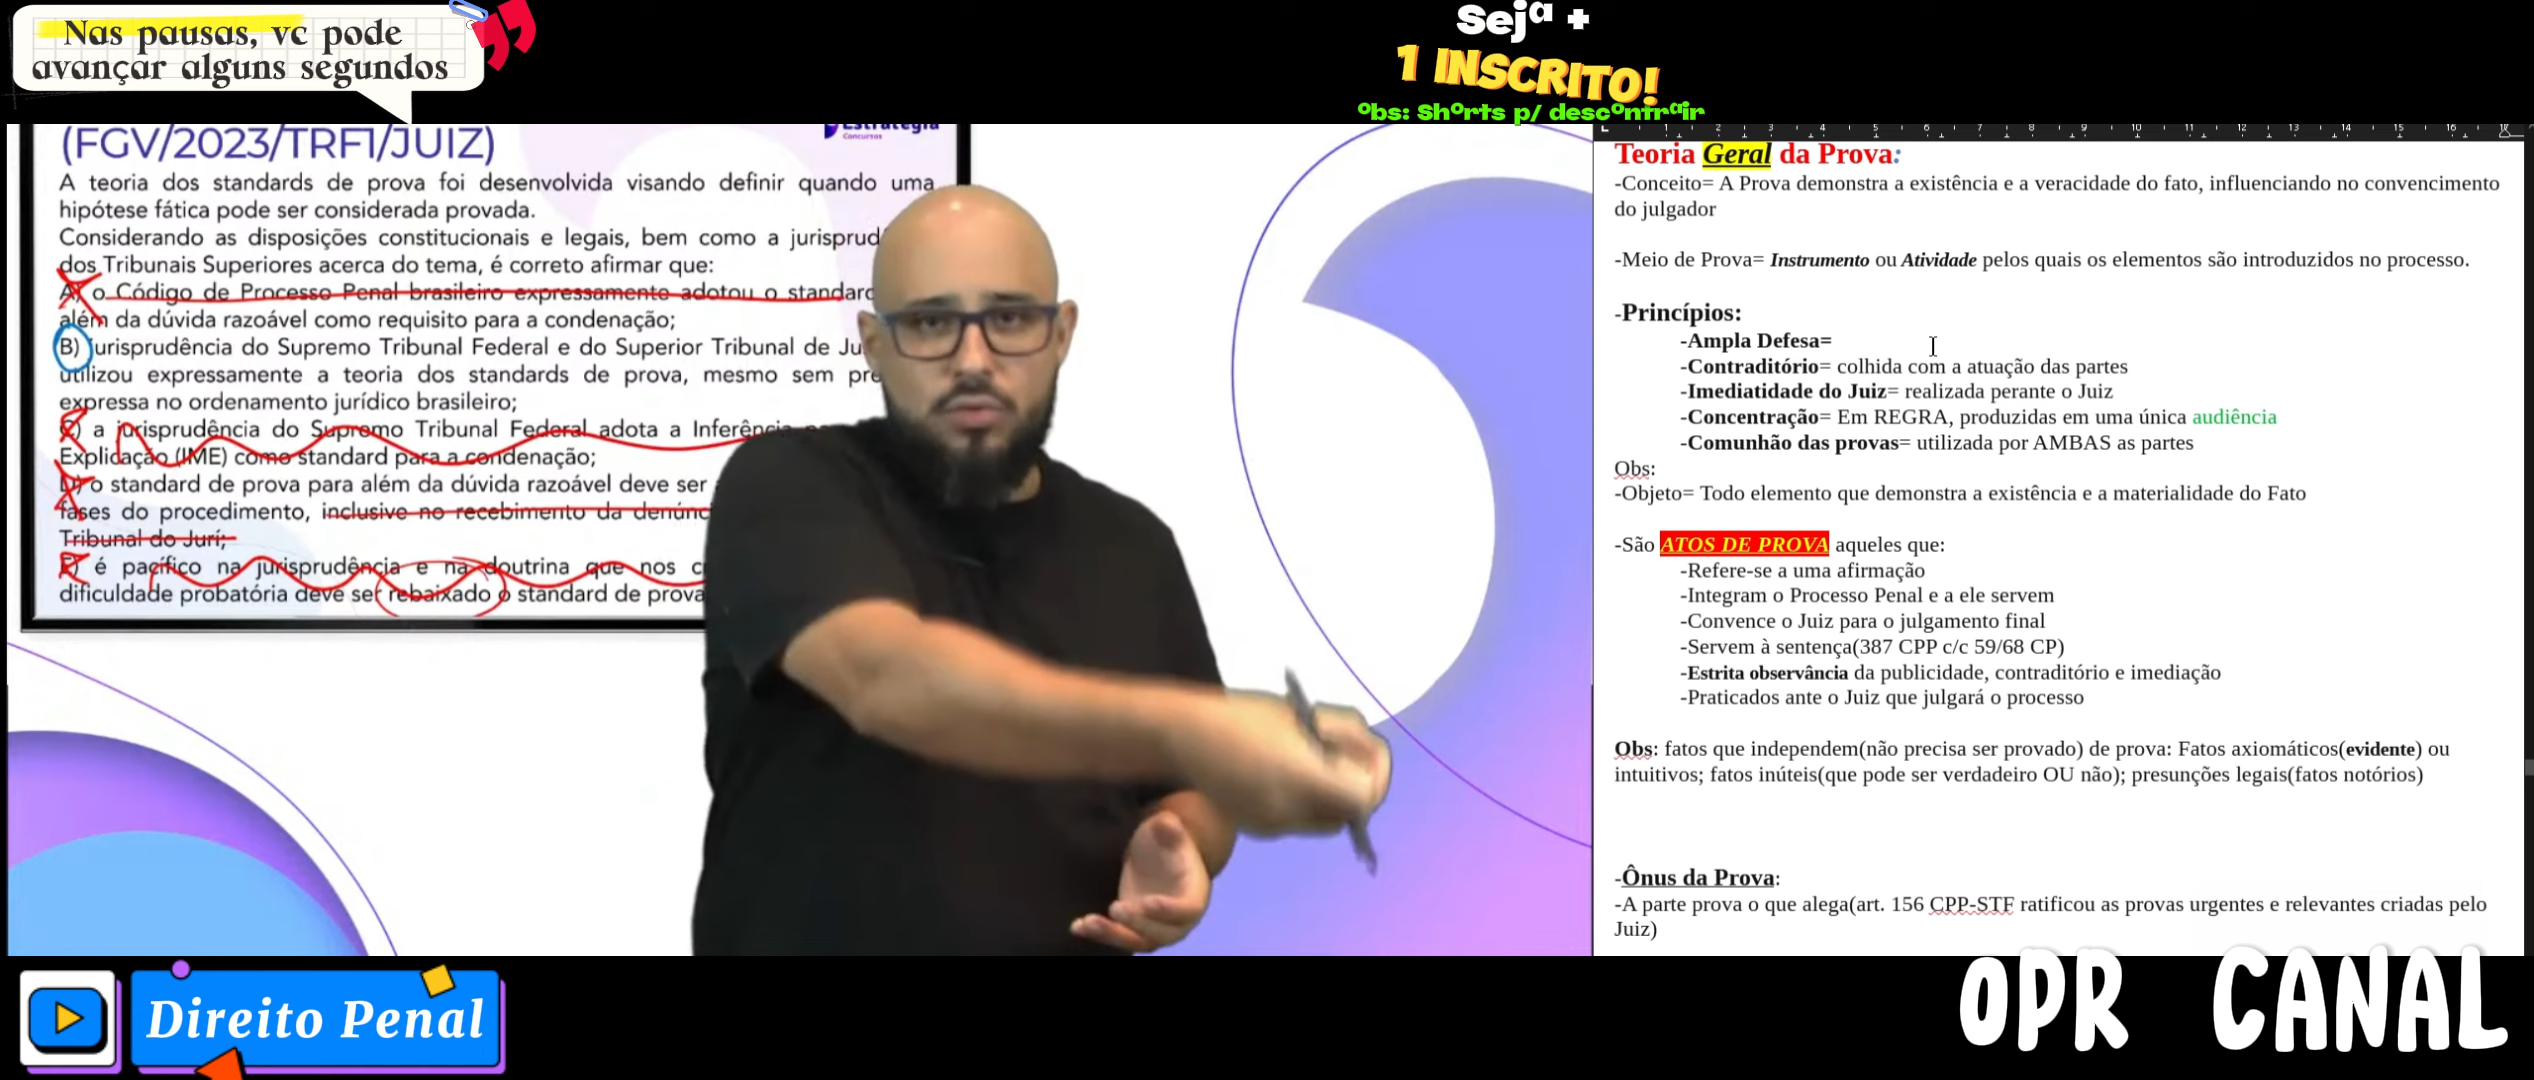 Nas pausas, vc pode
avançar alguns segundos
Seja +
1 INSCRITO!
obs: Shorts p/ descontrair
(FGV/2023/TRF1/JUIZ)
Estratégia
Concursos
A teoria dos standards de prova foi desenvolvida visando definir quando uma
hipótese fática pode ser considerada provada.
Considerando as disposições constitucionais e legais, bem como a
dos Tribunais Superiores acerca do tema, é correto afirmar que:
A) o Código de Processo Penal brasileiro expressamente adotou o standard
além da dúvida razoável como requisito para a condenação;
B) jurisprudência do Supremo Tribunal Federal e do Superior Tribunal de
utilizou expressamente a teoria dos standards de prova, mesmo sem
expressa no ordenamento jurídico brasileiro;
C) a jurisprudência do Supremo Tribunal Federal adota a Inferência
Explicação (IME) como standard para a condenação;
D) o standard de prova para além da dúvida razoável deve ser
fases do procedimento, inclusive no recebimento da
Tribunal do Juri;
E) é pacífico na jurisprudência e na doutrina que nos
dificuldade probatória deve ser rebaixado o standard de prova
Teoria Geral da Prova:
-Conceito= A Prova demonstra a existência e a veracidade do fato, influenciando no convencimento
do julgador
-Meio de Prova= Instrumento ou Atividade pelos quais os elementos são introduzidos no processo.
-Princípios:
-Ampla Defesa=
-Contraditório= colhida com a atuação das partes
-Imediatidade do Juiz= realizada perante o Juiz
-Concentração= Em REGRA, produzidas em uma única audiência
-Comunhão das provas= utilizada por AMBAS as partes
Obs:
-Objeto= Todo elemento que demonstra a existência e a materialidade do Fato
-São ATOS DE PROVA aqueles que:
-Refere-se a uma afirmação
-Integram o Processo Penal e a ele servem
-Convence o Juiz para o julgamento final
-Servem à sentença(387 CPP c/c 59/68 CP)
-Estrita observância da publicidade, contraditório e imediação
-Praticados ante o Juiz que julgará o processo
Obs: fatos que independem(não precisa ser provado) de prova: Fatos axiomáticos(evidente) ou
intuitivos; fatos inúteis(que pode ser verdadeiro OU não); presunções legais(fatos notórios)
-Ônus da Prova:
-A parte prova o que alega(art. 156 CPP-STF ratificou as provas urgentes e relevantes criadas pelo
Juiz)
Direito Penal
OPR CANAL